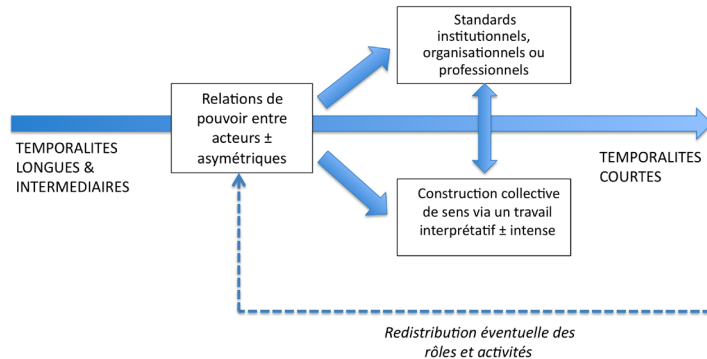 Standards
institutionnels,
organisationnels ou
professionnels
Relations de
pouvoir entre
acteurs ±
asymétriques
TEMPORALITES
LONGUES &
INTERMEDIAIRES
TEMPORALITES
COURTES
Construction collective
de sens via un travail
interprétatif ± intense
Redistribution éventuelle des
rôles et activités